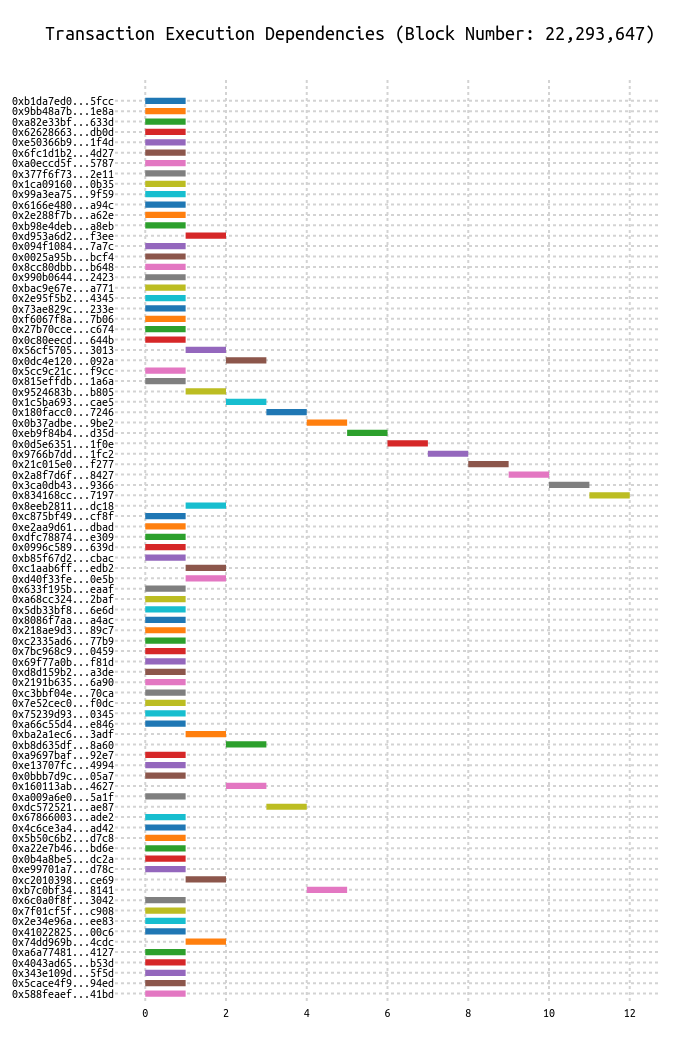 Transaction Execution Dependencies (Block Number: 22,293,647)
0xb1da7ed0...5fcc
0x9bb48a7b...1e8a
0xa82e33bf...633d
0x62628663...db0d
0xe50366b9...1f4d
0x6fc1d1b2...4d27
0xa0eccd5f...5787
0x377f6f73...2e11
0x1ca09160...0b35
0x99a3ea75...9f59
0x6166e480...a94c
0x2e288f7b...a62e
0xb98e4deb...a8eb
0xd953a6d2...f3ee
0x094f1084...7a7c
0x0025a95b...bcf4
0x8cc80dbb...b648
0x990b0644...2423
0xbac9e67e...a771
0x2e95f5b2...4345
0x73ae829c...233e
0xf6067f8a...7b06
0x27b70cce...c674
0x0c80eecd...644b
0x56cf5705...3013
0x0dc4e120...092a
0x5cc9c21c...f9cc
0x815effdb...1a6a
0x9524683b...b805
0x1c5ba693...cae5
0x180facc0...7246
0x0b37adbe...9be2
0xeb9f84b4...d35d
0x0d5e6351...1f0e
0x9766b7dd...1fc2
0x21c015e0...f277
0x2a8f7d6f...8427
0x3ca0db43...9366
0x834168cc...7197
0x8eeb2811...dc18
0xc875bf49...cf8f
0xe2aa9d61...dbad
0xdfc78874...e309
0x0996c589...639d
0xb85f67d2...cbac
0xc1aab6ff...edb2
0xd40f33fe...0e5b
0x633f195b...eaaf
0xa68cc324...2baf
0x5db33bf8...6e6d
0x8086f7aa...a4ac
0x218ae9d3...89c7
0xc2335ad6...77b9
0x7bc968c9...0459
0x69f77a0b...f81d
0xd8d159b2...a3de
0x2191b635...6a90
0xc3bbf04e...70ca
0x7e52cec0...f0dc
0x75239d93...0345
0xa66c55d4...e846
0xba2a1ec6...3adf
0xb8d635df...8a60
0xa9697baf...92e7
0xe13707fc...4994
0x0bbb7d9c...05a7
0x160113ab...4627
0xa009a6e0...5a1f
0xdc572521...ae87
0x67866003...ade2
0x4c6ce3a4...ad42
0x5b50c6b2...d7c8
0xa22e7b46...bd6e
0x0b4a8be5...dc2a
0xe99701a7...d78c
0xc2010398...ce69
0xb7c0bf34...8141
0x6c0a0f8f...3042
0x7f01cf5f...c908
0x2e34e96a...ee83
0x41022825...00c6
0x74dd969b...4cdc
0xa6a77481...4127
0x4043ad65...b53d
0x343e109d...5f5d
0x5cace4f9...94ed
0x588feaef...41bd
0 2 4 6 8 10 12